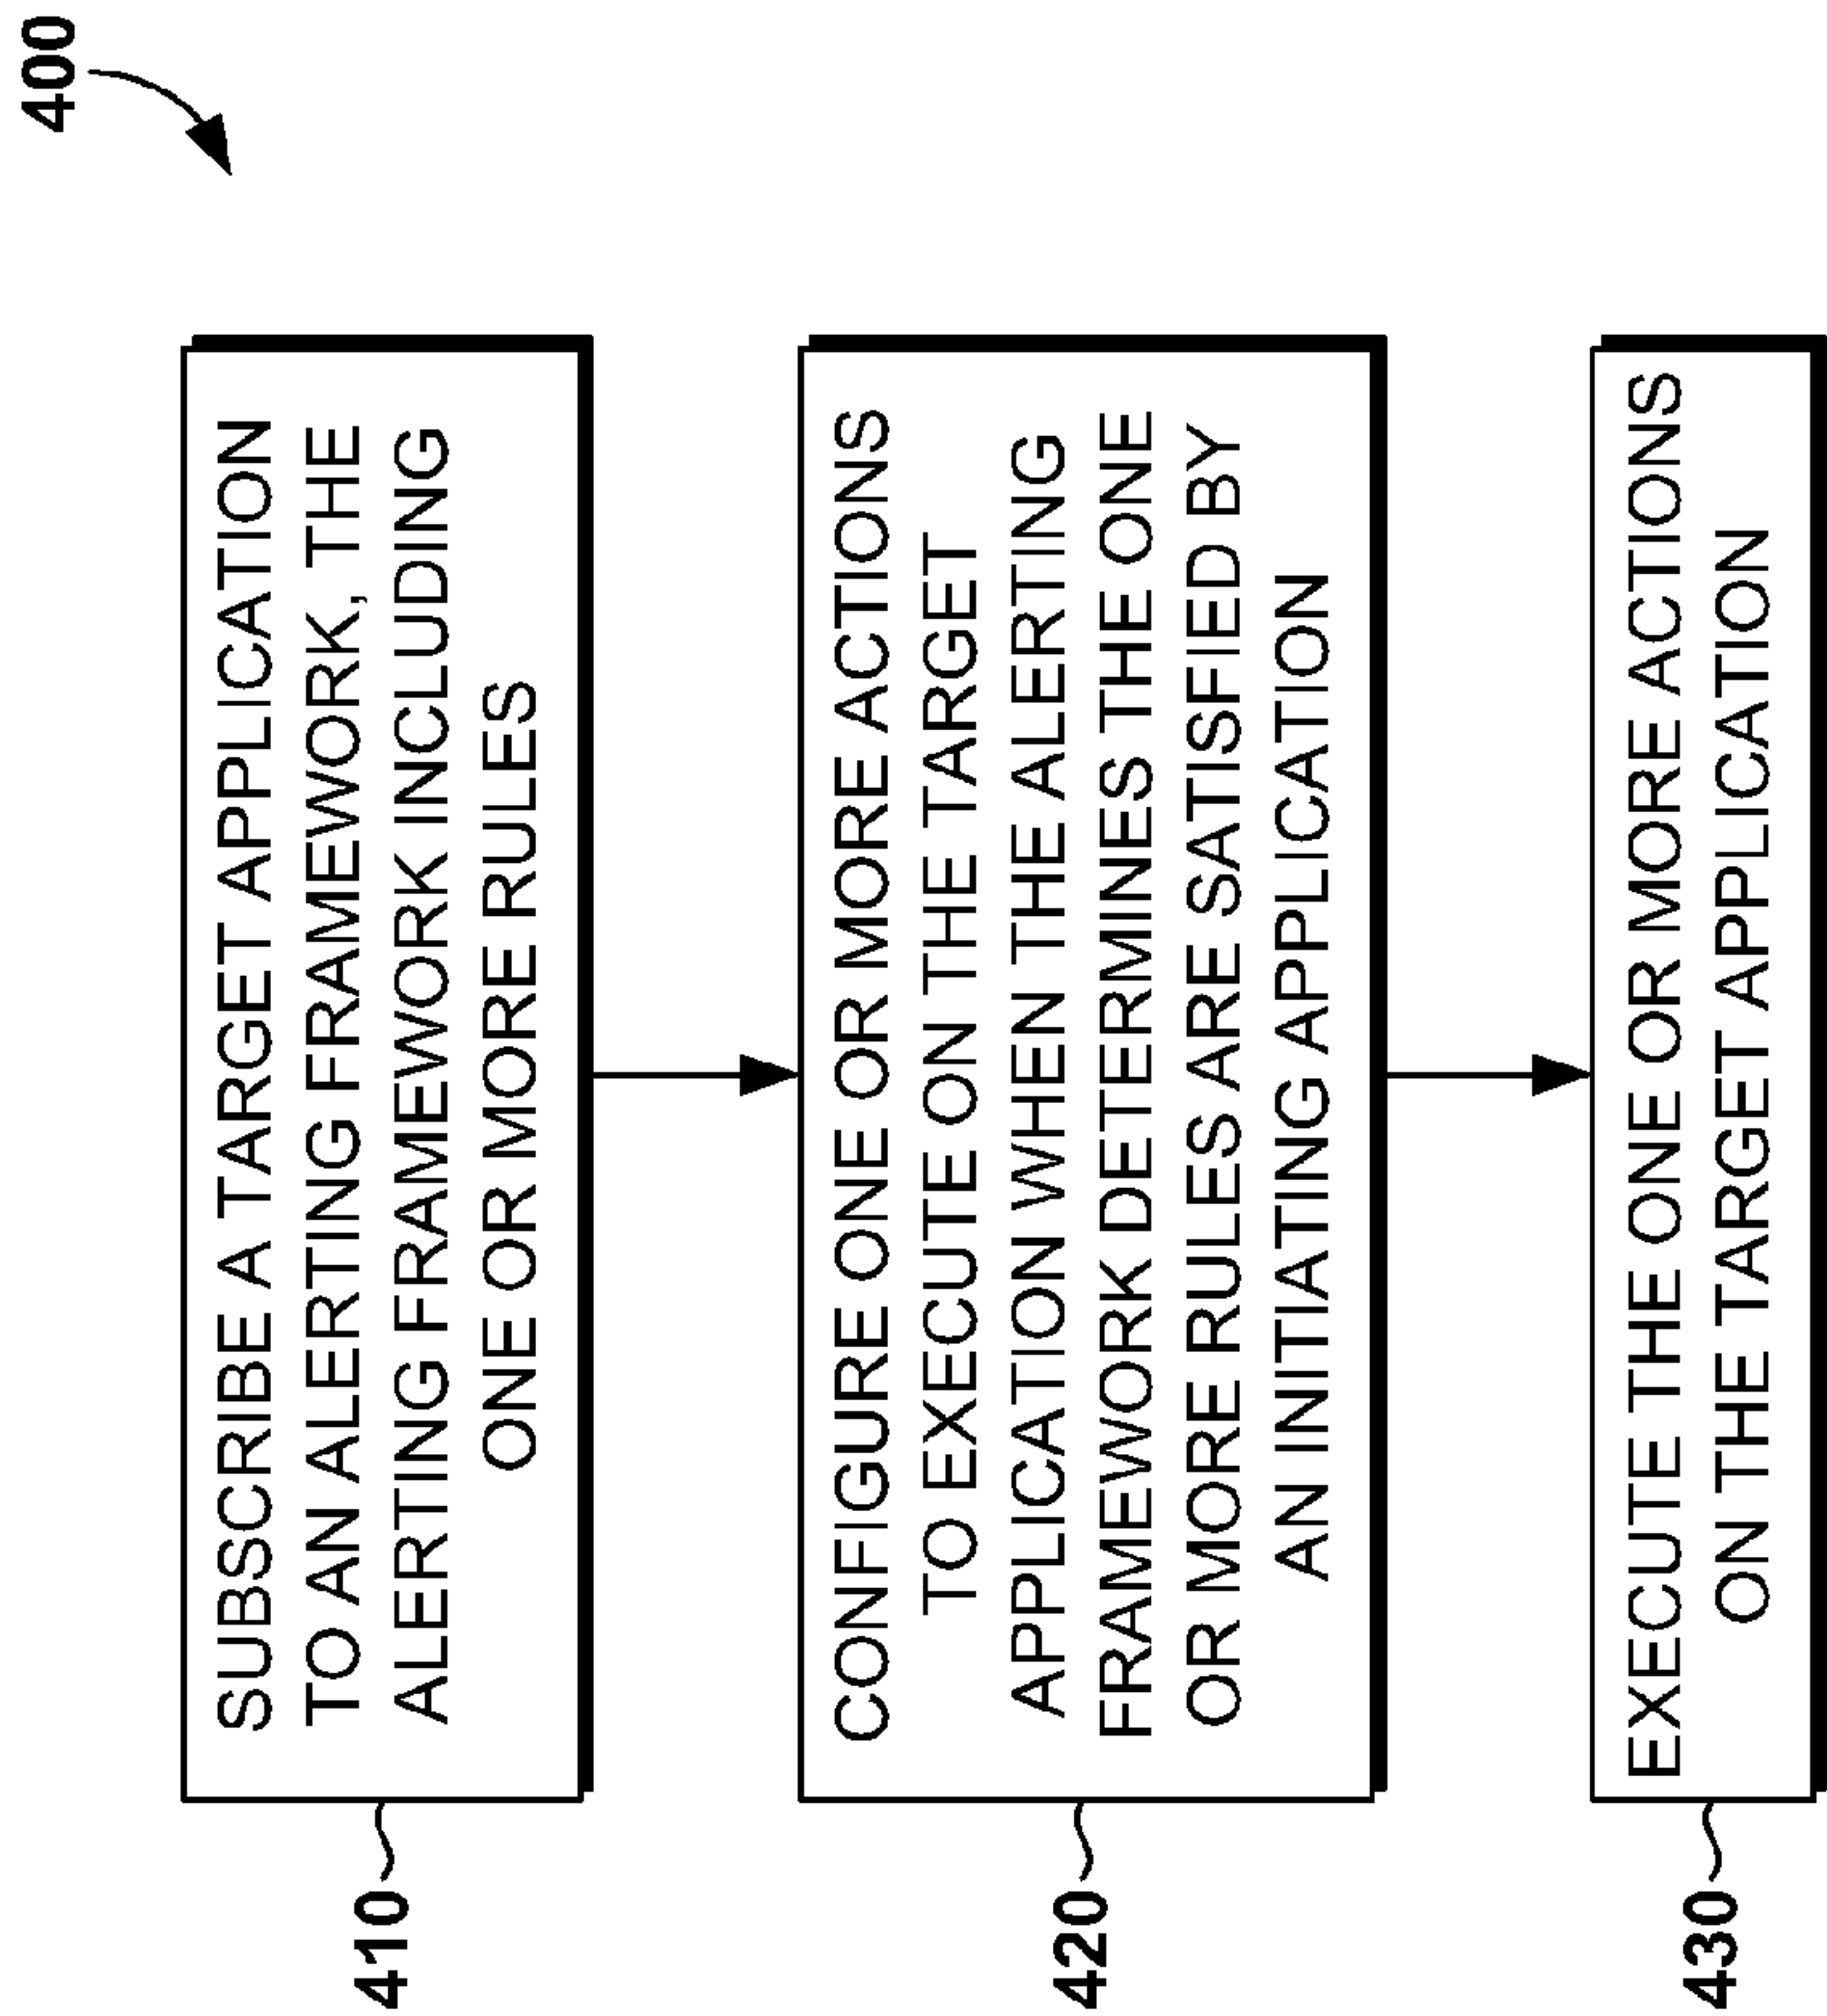 400
410
SUBSCRIBE A TARGET APPLICATION
TO AN ALERTING FRAMEWORK, THE
ALERTING FRAMEWORK INCLUDING
ONE OR MORE RULES
420
CONFIGURE ONE OR MORE ACTIONS
TO EXECUTE ON THE TARGET
APPLICATION WHEN THE ALERTING
FRAMEWORK DETERMINES THE ONE
OR MORE RULES ARE SATISFIED BY
AN INITIATING APPLICATION
430
EXECUTE THE ONE OR MORE ACTIONS
ON THE TARGET APPLICATION